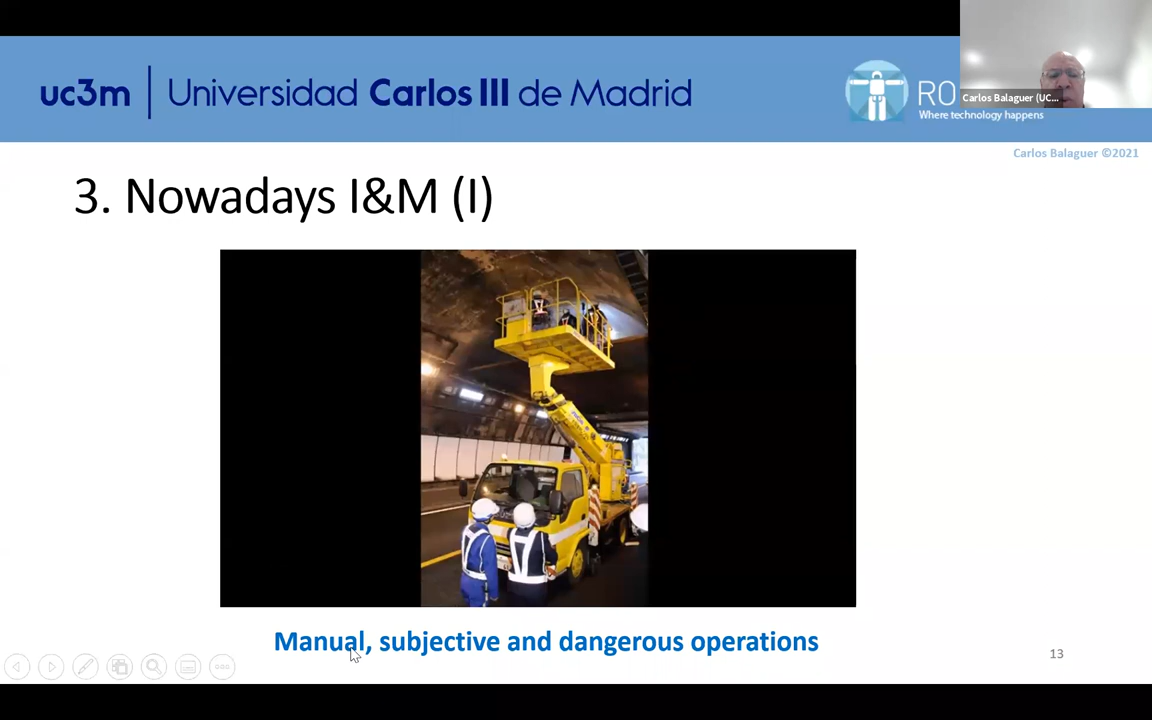 uc3m | Universidad Carlos III de Madrid
RO
Where technology happens
Carlos Balaguer (UC...
Carlos Balaguer ©2021
3. Nowadays I&M (I)
Manual, subjective and dangerous operations
13